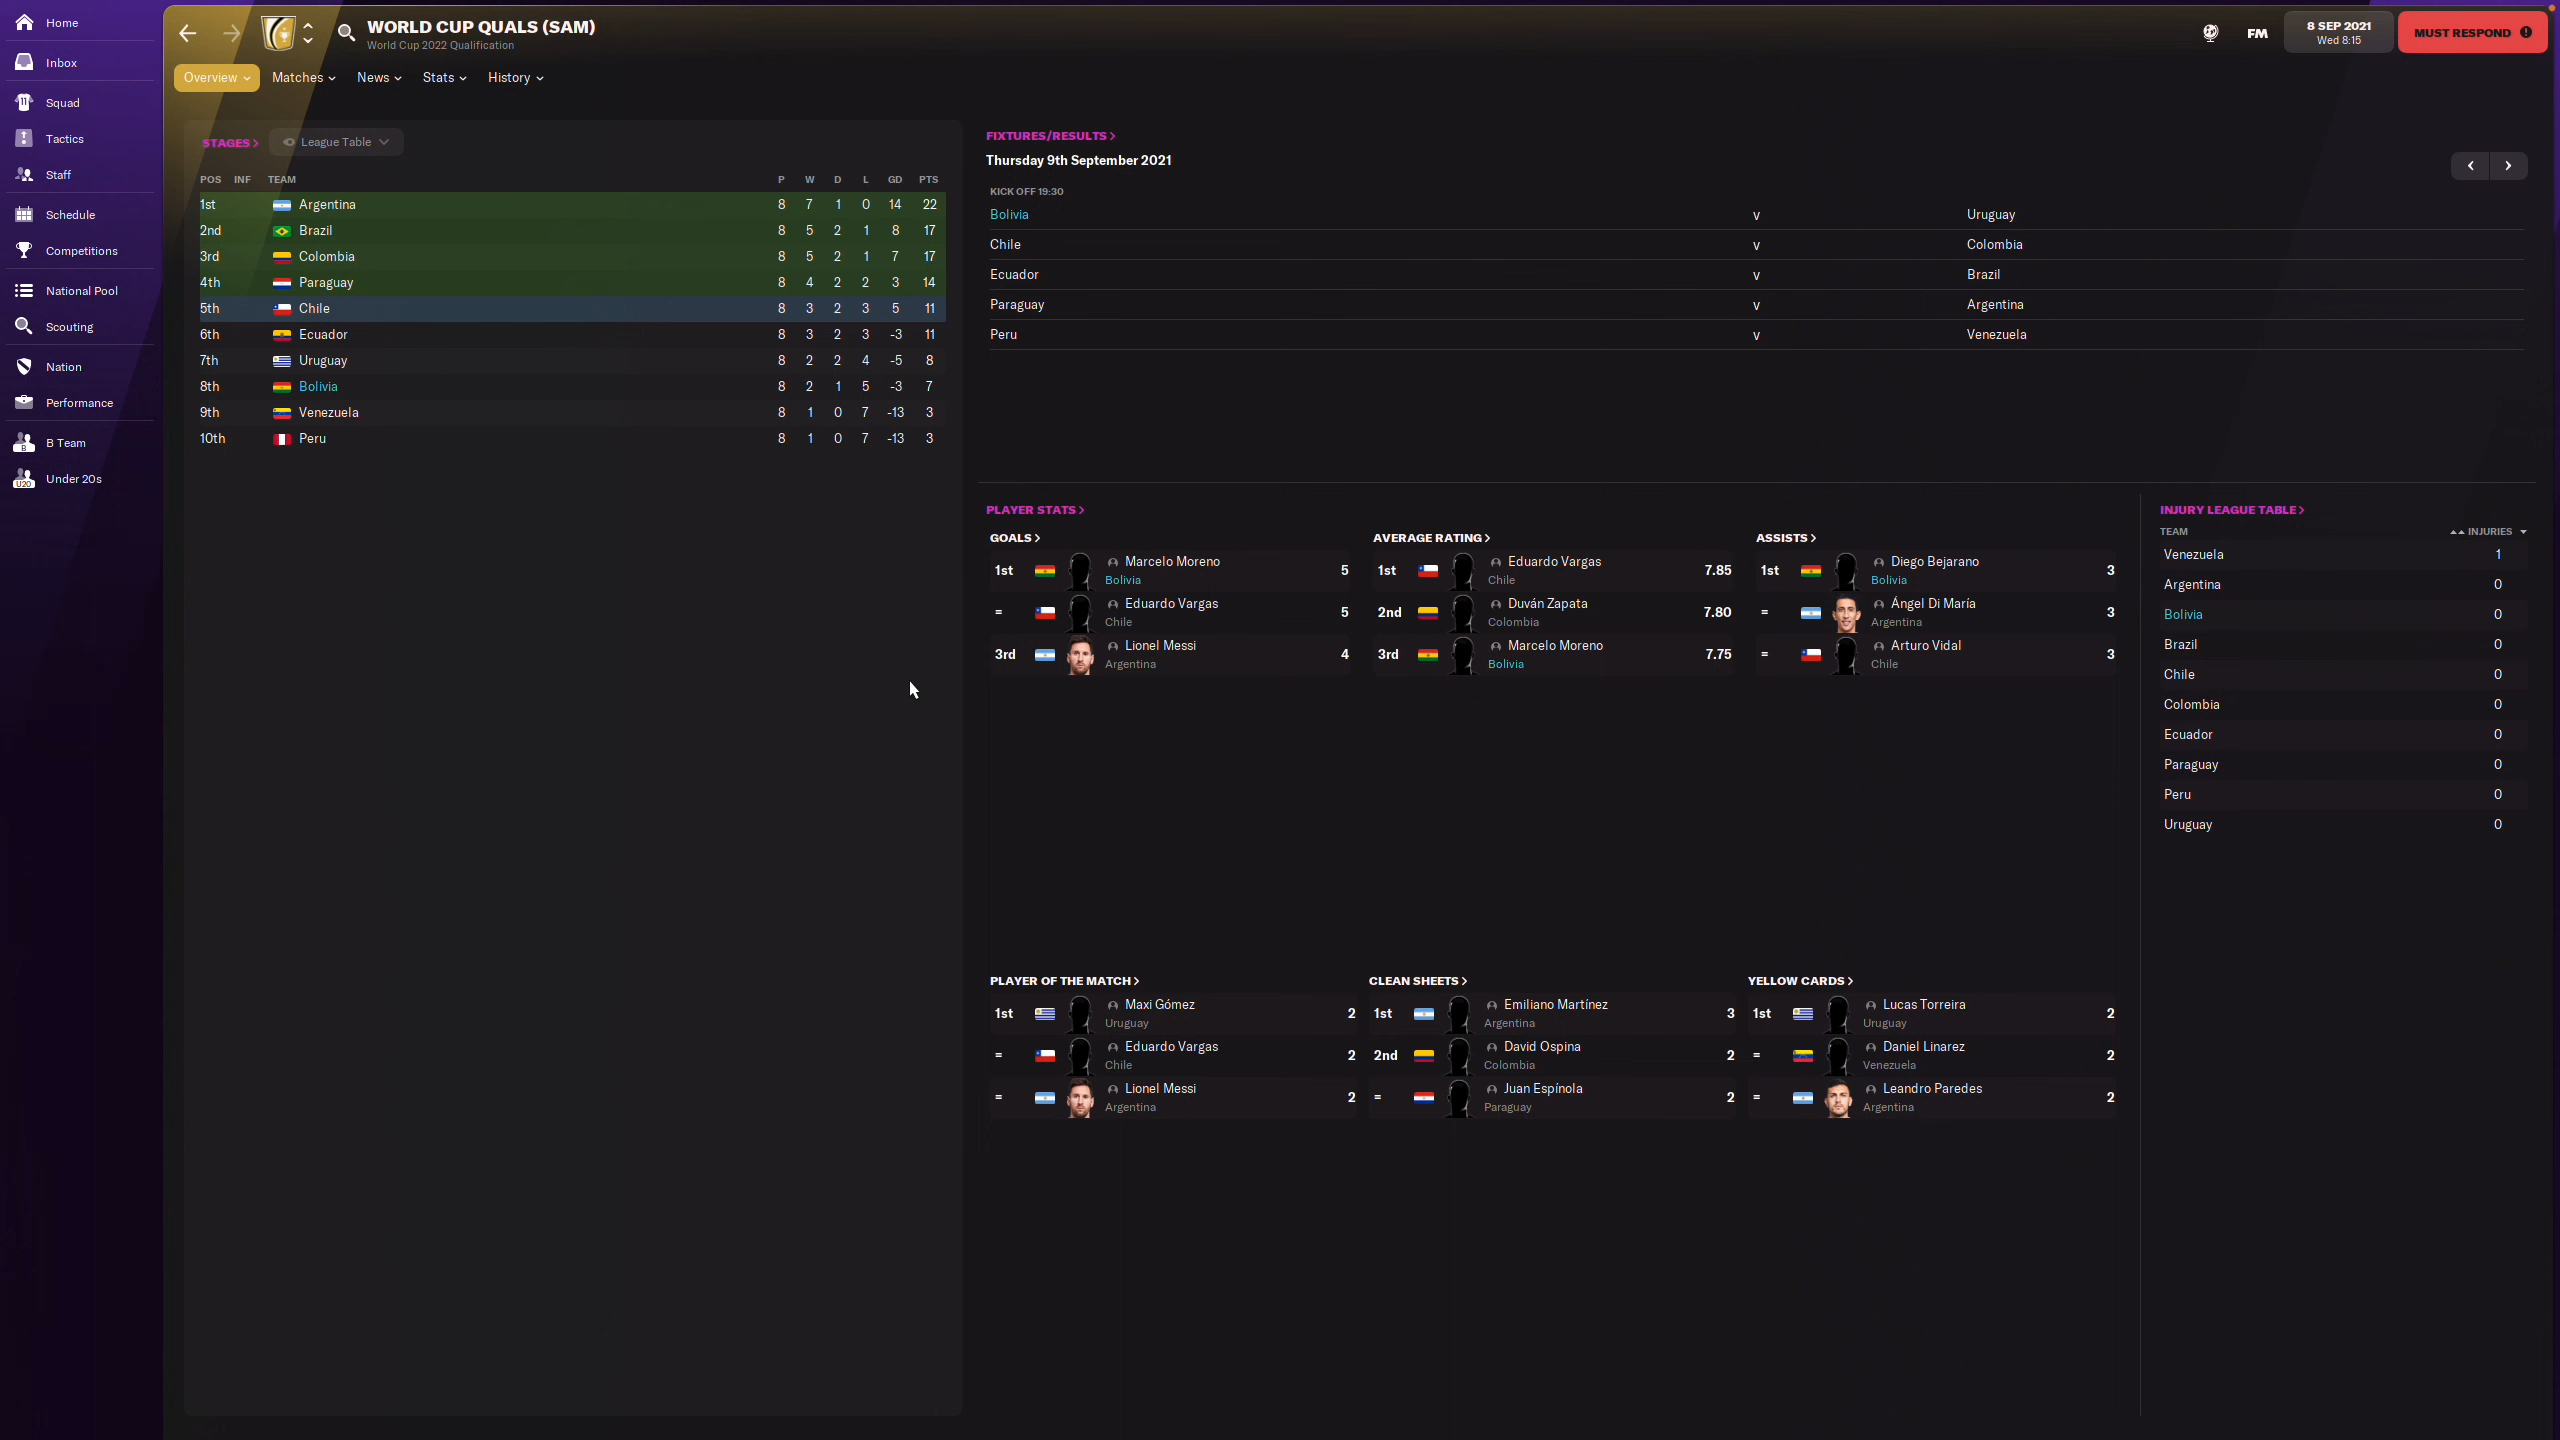 Home
Inbox
Squad
Tactics
Staff
Schedule
Competitions
National Pool
Scouting
Nation
Performance
B
B Team
U20
Under 20s
WORLD CUP QUALS (SAM)
World Cup 2022 Qualification
FM
8 SEP 2021
Wed 8:15
MUST RESPOND
Overview Matches News Stats History
STAGES League Table
POS INF TEAM P W D L GD PTS
1st Argentina 8 7 1 0 14 22
2nd Brazil 8 5 2 1 8 17
3rd Colombia 8 5 2 1 7 17
4th Paraguay 8 4 2 2 3 14
5th Chile 8 3 2 3 5 11
6th Ecuador 8 3 2 3 -3 11
7th Uruguay 8 2 2 4 -5 8
8th Bolivia 8 2 1 5 -3 7
9th Venezuela 8 1 0 7 -13 3
10th Peru 8 1 0 7 -13 3
FIXTURES/RESULTS
Thursday 9th September 2021
KICK OFF 19:30
Bolivia v Uruguay
Chile v Colombia
Ecuador v Brazil
Paraguay v Argentina
Peru v Venezuela
PLAYER STATS
GOALS
1st Marcelo Moreno 5
Bolivia
= Eduardo Vargas 5
Chile
3rd Lionel Messi 4
Argentina
AVERAGE RATING
1st Eduardo Vargas 7.85
Chile
2nd Duván Zapata 7.80
Colombia
3rd Marcelo Moreno 7.75
Bolivia
ASSISTS
1st Diego Bejarano 3
Bolivia
= Ángel Di María 3
Argentina
= Arturo Vidal 3
Chile
PLAYER OF THE MATCH
1st Maxi Gómez 2
Uruguay
= Eduardo Vargas 2
Chile
= Lionel Messi 2
Argentina
CLEAN SHEETS
1st Emiliano Martínez 3
Argentina
2nd David Ospina 2
Colombia
= Juan Espínola 2
Paraguay
YELLOW CARDS
1st Lucas Torreira 2
Uruguay
= Daniel Linarez 2
Venezuela
= Leandro Paredes 2
Argentina
INJURY LEAGUE TABLE
TEAM INJURIES
Venezuela 1
Argentina 0
Bolivia 0
Brazil 0
Chile 0
Colombia 0
Ecuador 0
Paraguay 0
Peru 0
Uruguay 0